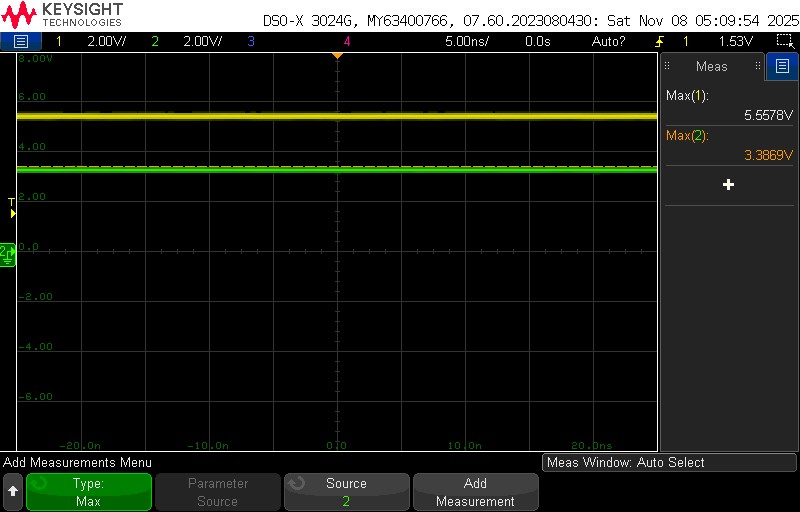 KEYSIGHT
TECHNOLOGIES
DSO-X 3024G, MY63400766, 07.60.2023080430: Sat Nov 08 05:09:54 2025
1 2.00V/ 2 2.00V/ 3 4 5.00ns/ 0.0s Auto? 1 1.53V
8.00V
6.00
4.00
2.00
0.0
-2.00
-4.00
-6.00
-20.0n -10.0n 0.0 10.0n 20.0ns
T
2
Meas
Max(1):
5.5578V
Max(2):
3.3869V
Add Measurements Menu
Meas Window: Auto Select
Type:
Max
Parameter
Source
Source
2
Add
Measurement